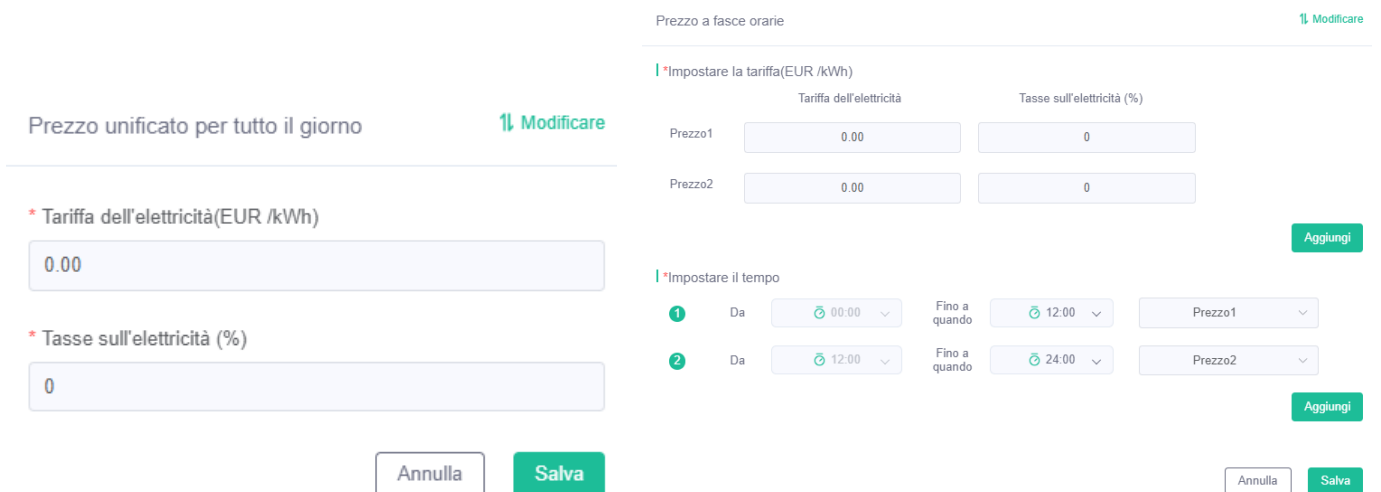 Prezzo unificato per tutto il giorno
Modificare
* Tariffa dell'elettricità(EUR /kWh)
0.00
* Tasse sull'elettricità (%)
0
Annulla
Salva
Prezzo a fasce orarie
Modificare
*Impostare la tariffa(EUR /kWh)
Tariffa dell'elettricità Tasse sull'elettricità (%)
Prezzo1 0.00 0
Prezzo2 0.00 0
Aggiungi
*Impostare il tempo
1 Da 00:00 Fino a quando 12:00 Prezzo1
2 Da 12:00 Fino a quando 24:00 Prezzo2
Aggiungi
Annulla
Salva